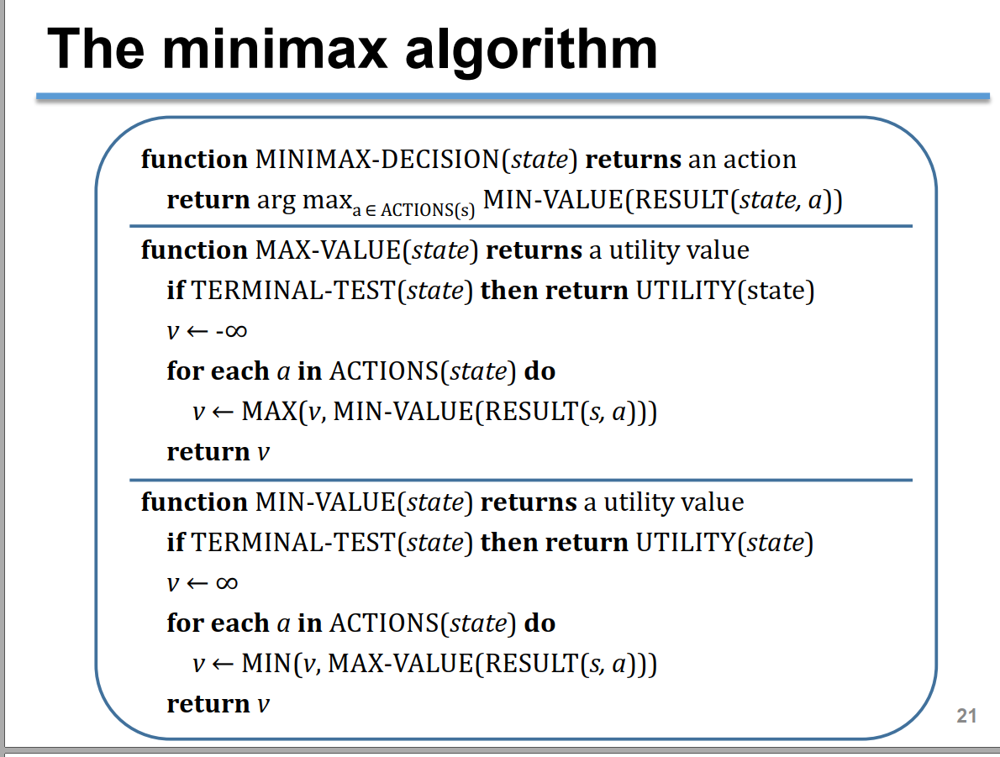 The minimax algorithm
function MINIMAX-DECISION(state) returns an action
return arg maxa ∈ ACTIONS(s) MIN-VALUE(RESULT(state, a))
function MAX-VALUE(state) returns a utility value
if TERMINAL-TEST(state) then return UTILITY(state)
v ← -∞
for each a in ACTIONS(state) do
v ← MAX(v, MIN-VALUE(RESULT(s, a)))
return v
function MIN-VALUE(state) returns a utility value
if TERMINAL-TEST(state) then return UTILITY(state)
v ← ∞
for each a in ACTIONS(state) do
v ← MIN(v, MAX-VALUE(RESULT(s, a)))
return v
21